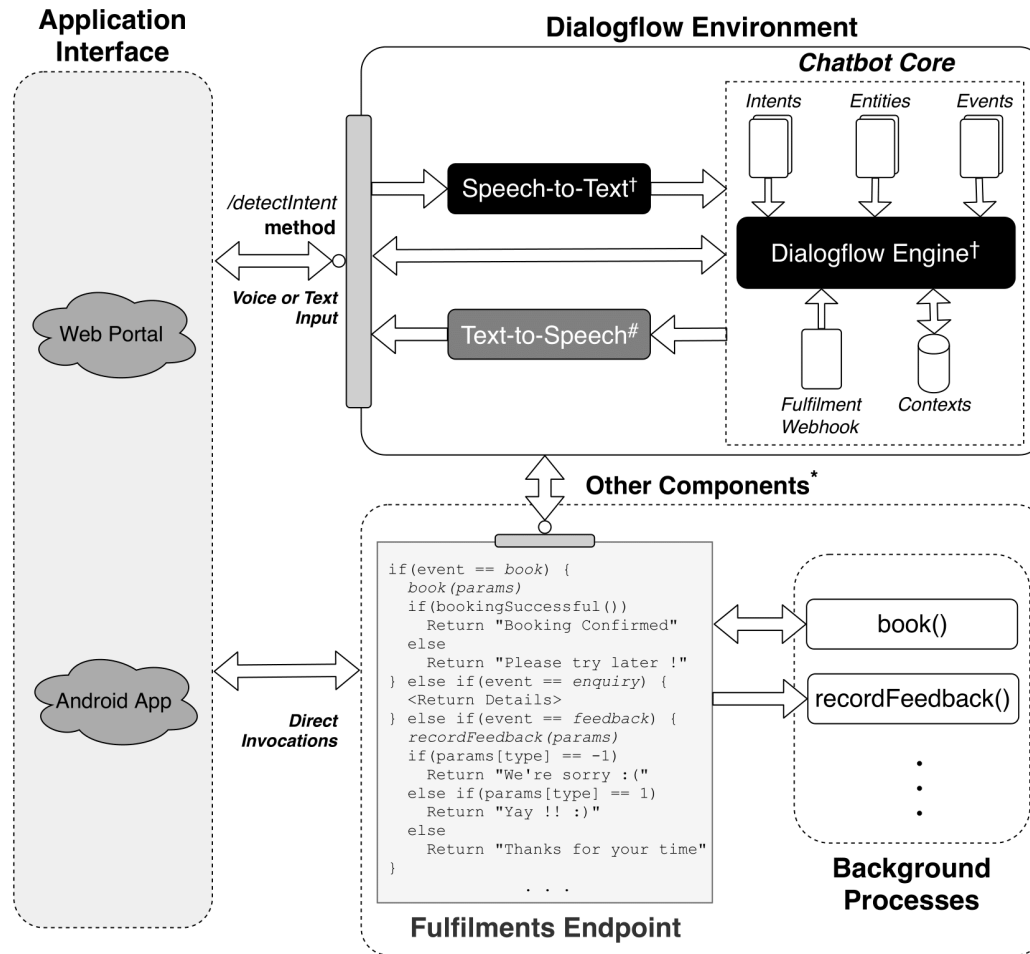 Application
Interface
Dialogflow Environment
Chatbot Core
Intents
Entities
Events
Speech-to-Text†
Dialogflow Engine†
/detectIntent
method
Voice or Text
Input
Web Portal
Text-to-Speech#
Fulfilment
Webhook
Contexts
Other Components*
if(event == book) {
book(params)
if(bookingSuccessful())
Return "Booking Confirmed"
else
Return "Please try later !"
} else if(event == enquiry) {
<Return Details>
} else if(event == feedback) {
recordFeedback(params)
if(params[type] == -1)
Return "We're sorry :("
else if(params[type] == 1)
Return "Yay !! :)"
else
Return "Thanks for your time"
}
. . .
Android App
Direct
Invocations
book()
recordFeedback()
Background
Processes
Fulfilments Endpoint